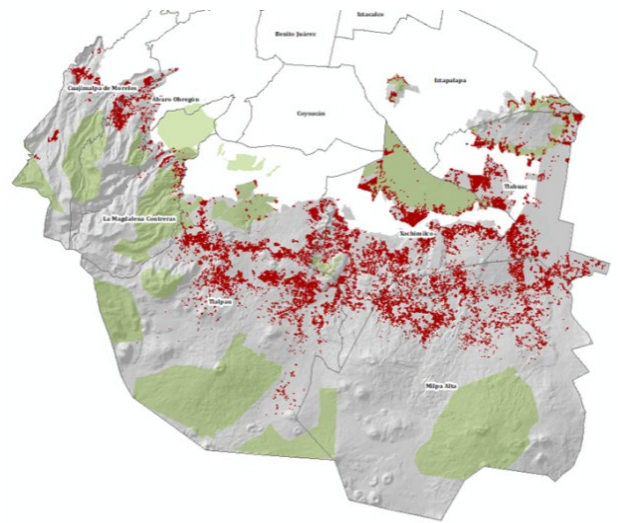 Iztacalco
Benito Juárez
Iztapalapa
Cuajimalpa de Morelos
Álvaro Obregón
Coyoacán
Tláhuac
La Magdalena Contreras
Xochimilco
Tlalpan
Milpa Alta